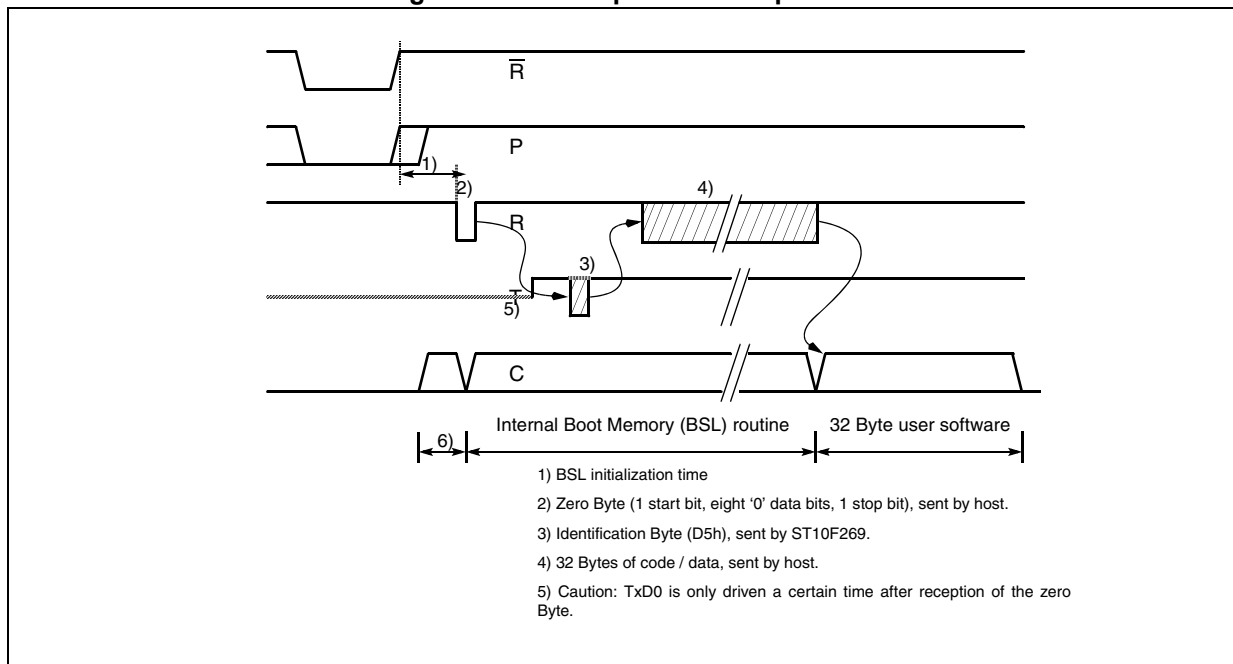 R
P
1)
2)
4)
R
3)
T
5)
C
Internal Boot Memory (BSL) routine
32 Byte user software
6)
1) BSL initialization time
2) Zero Byte (1 start bit, eight ‘0’ data bits, 1 stop bit), sent by host.
3) Identification Byte (D5h), sent by ST10F269.
4) 32 Bytes of code / data, sent by host.
5) Caution: TxD0 is only driven a certain time after reception of the zero
Byte.